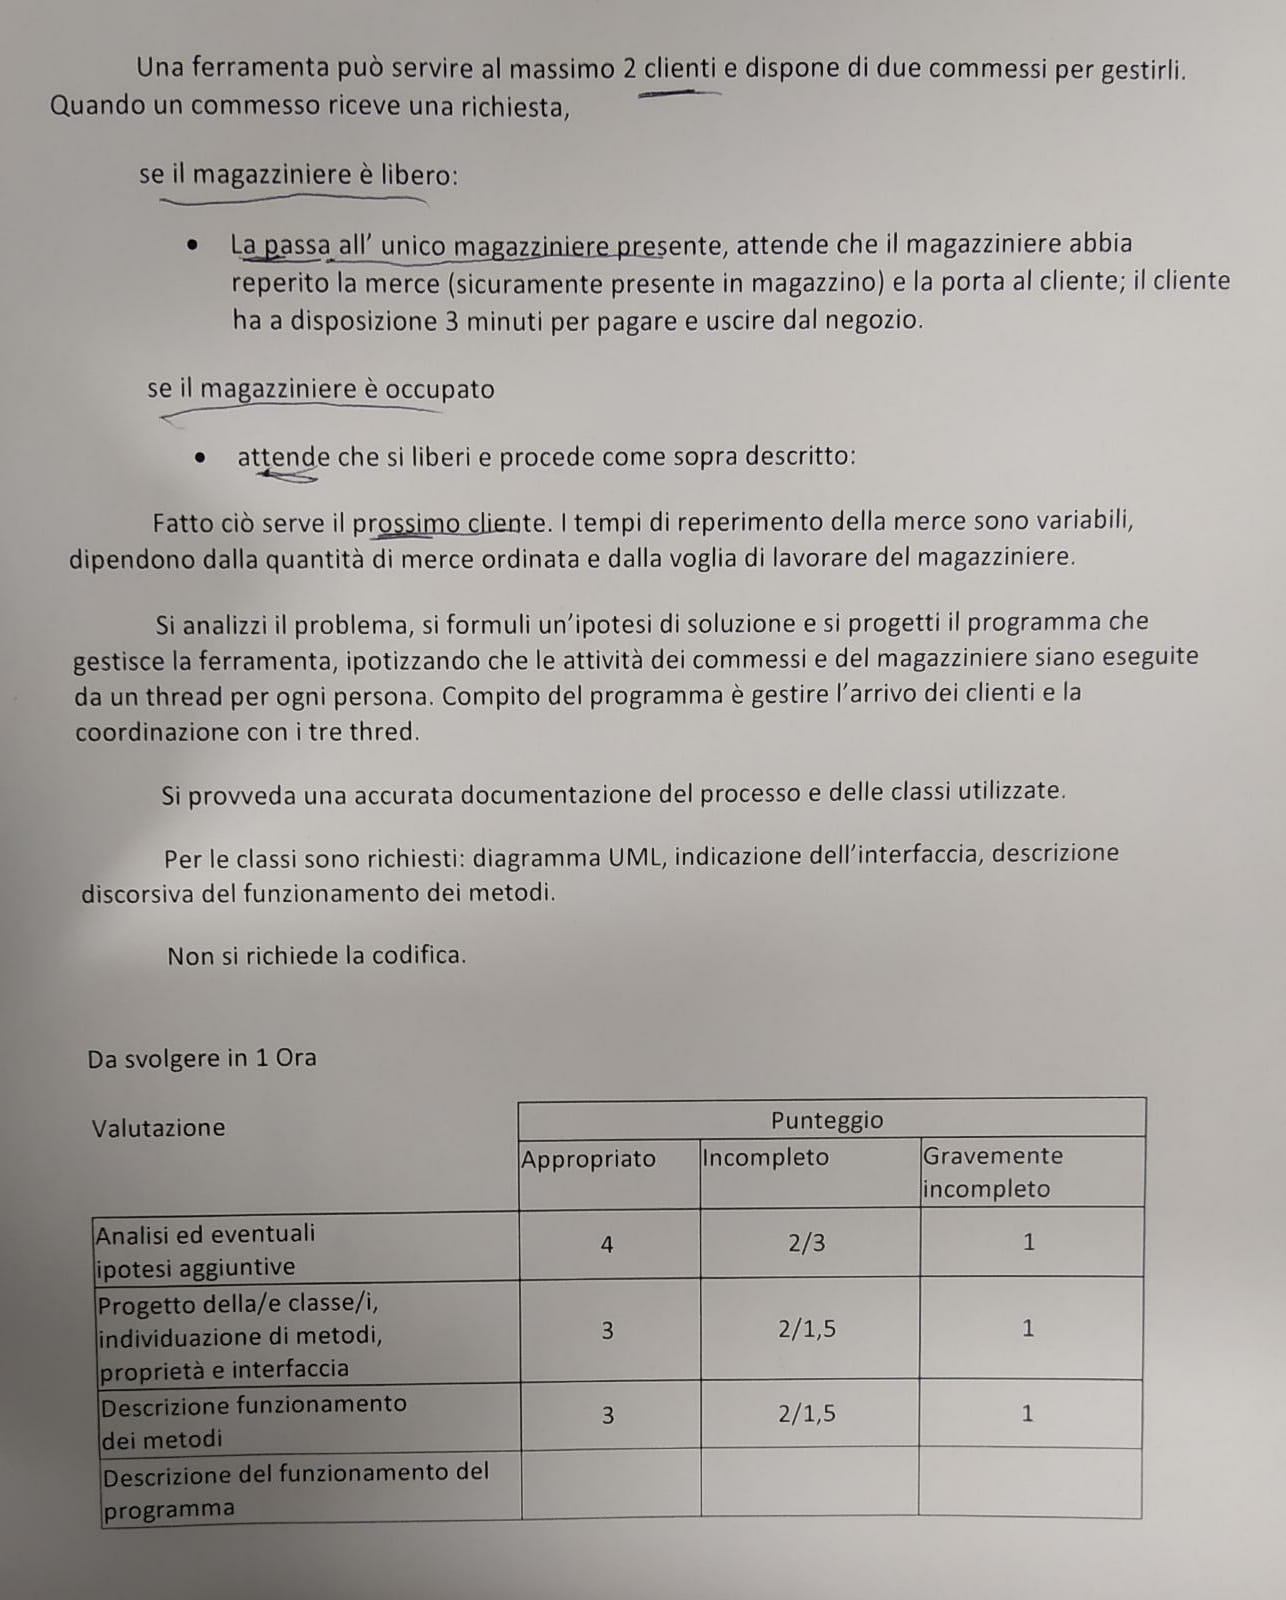 Una ferramenta può servire al massimo 2 clienti e dispone di due commessi per gestirli.
Quando un commesso riceve una richiesta,
se il magazziniere è libero:
• La passa all' unico magazziniere presente, attende che il magazziniere abbia
reperito la merce (sicuramente presente in magazzino) e la porta al cliente; il cliente
ha a disposizione 3 minuti per pagare e uscire dal negozio.
se il magazziniere è occupato
• attende che si liberi e procede come sopra descritto:
Fatto ciò serve il prossimo cliente. I tempi di reperimento della merce sono variabili,
dipendono dalla quantità di merce ordinata e dalla voglia di lavorare del magazziniere.
Si analizzi il problema, si formuli un'ipotesi di soluzione e si progetti il programma che
gestisce la ferramenta, ipotizzando che le attività dei commessi e del magazziniere siano eseguite
da un thread per ogni persona. Compito del programma è gestire l'arrivo dei clienti e la
coordinazione con i tre thred.
Si provveda una accurata documentazione del processo e delle classi utilizzate.
Per le classi sono richiesti: diagramma UML, indicazione dell'interfaccia, descrizione
discorsiva del funzionamento dei metodi.
Non si richiede la codifica.
Da svolgere in 1 Ora
Valutazione
Punteggio
Appropriato Incompleto Gravemente
incompleto
Analisi ed eventuali
ipotesi aggiuntive 4 2/3 1
Progetto della/e classe/i,
individuazione di metodi, 3 2/1,5 1
proprietà e interfaccia
Descrizione funzionamento
dei metodi 3 2/1,5 1
Descrizione del funzionamento del
programma